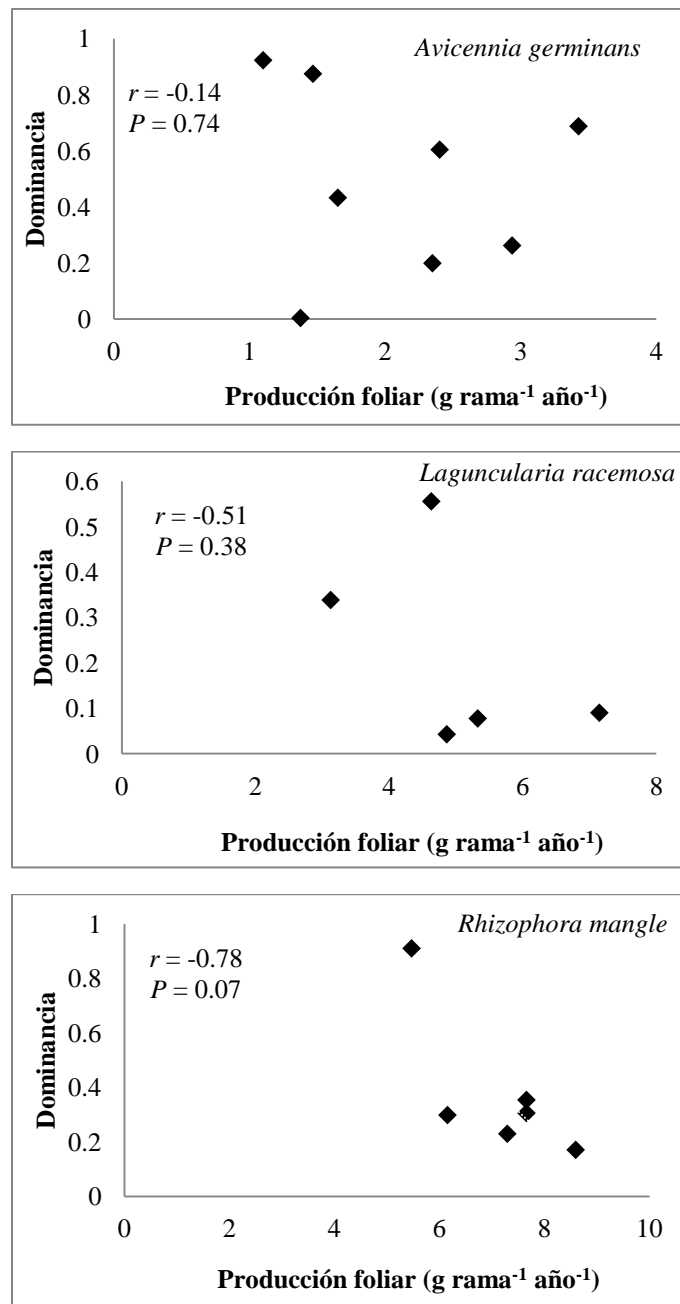 Avicennia germinans
r = -0.14
P = 0.74
Dominancia
1
0.8
0.6
0.4
0.2
0
0 1 2 3 4
Producción foliar (g rama⁻¹ año⁻¹)
Laguncularia racemosa
r = -0.51
P = 0.38
Dominancia
0.6
0.5
0.4
0.3
0.2
0.1
0
0 2 4 6 8
Producción foliar (g rama⁻¹ año⁻¹)
Rhizophora mangle
r = -0.78
P = 0.07
Dominancia
1
0.8
0.6
0.4
0.2
0
0 2 4 6 8 10
Producción foliar (g rama⁻¹ año⁻¹)